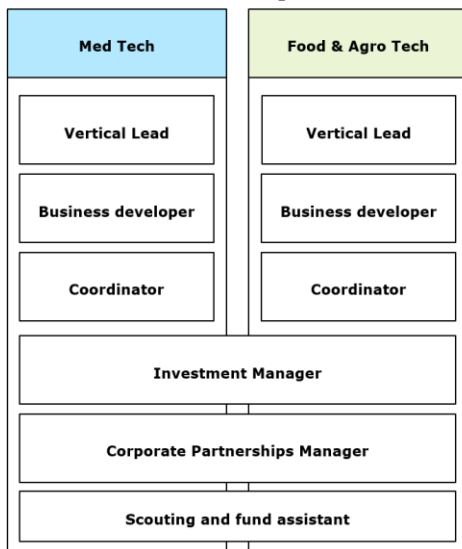 Med Tech
Food & Agro Tech
Vertical Lead
Vertical Lead
Business developer
Business developer
Coordinator
Coordinator
Investment Manager
Corporate Partnerships Manager
Scouting and fund assistant